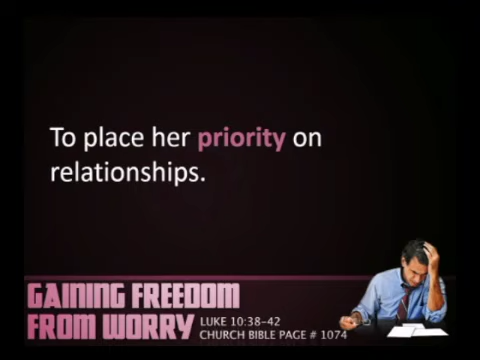 To place her priority on
relationships.
GAINING FREEDOM
FROM WORRY
LUKE 10:38-42
CHURCH BIBLE PAGE # 1074